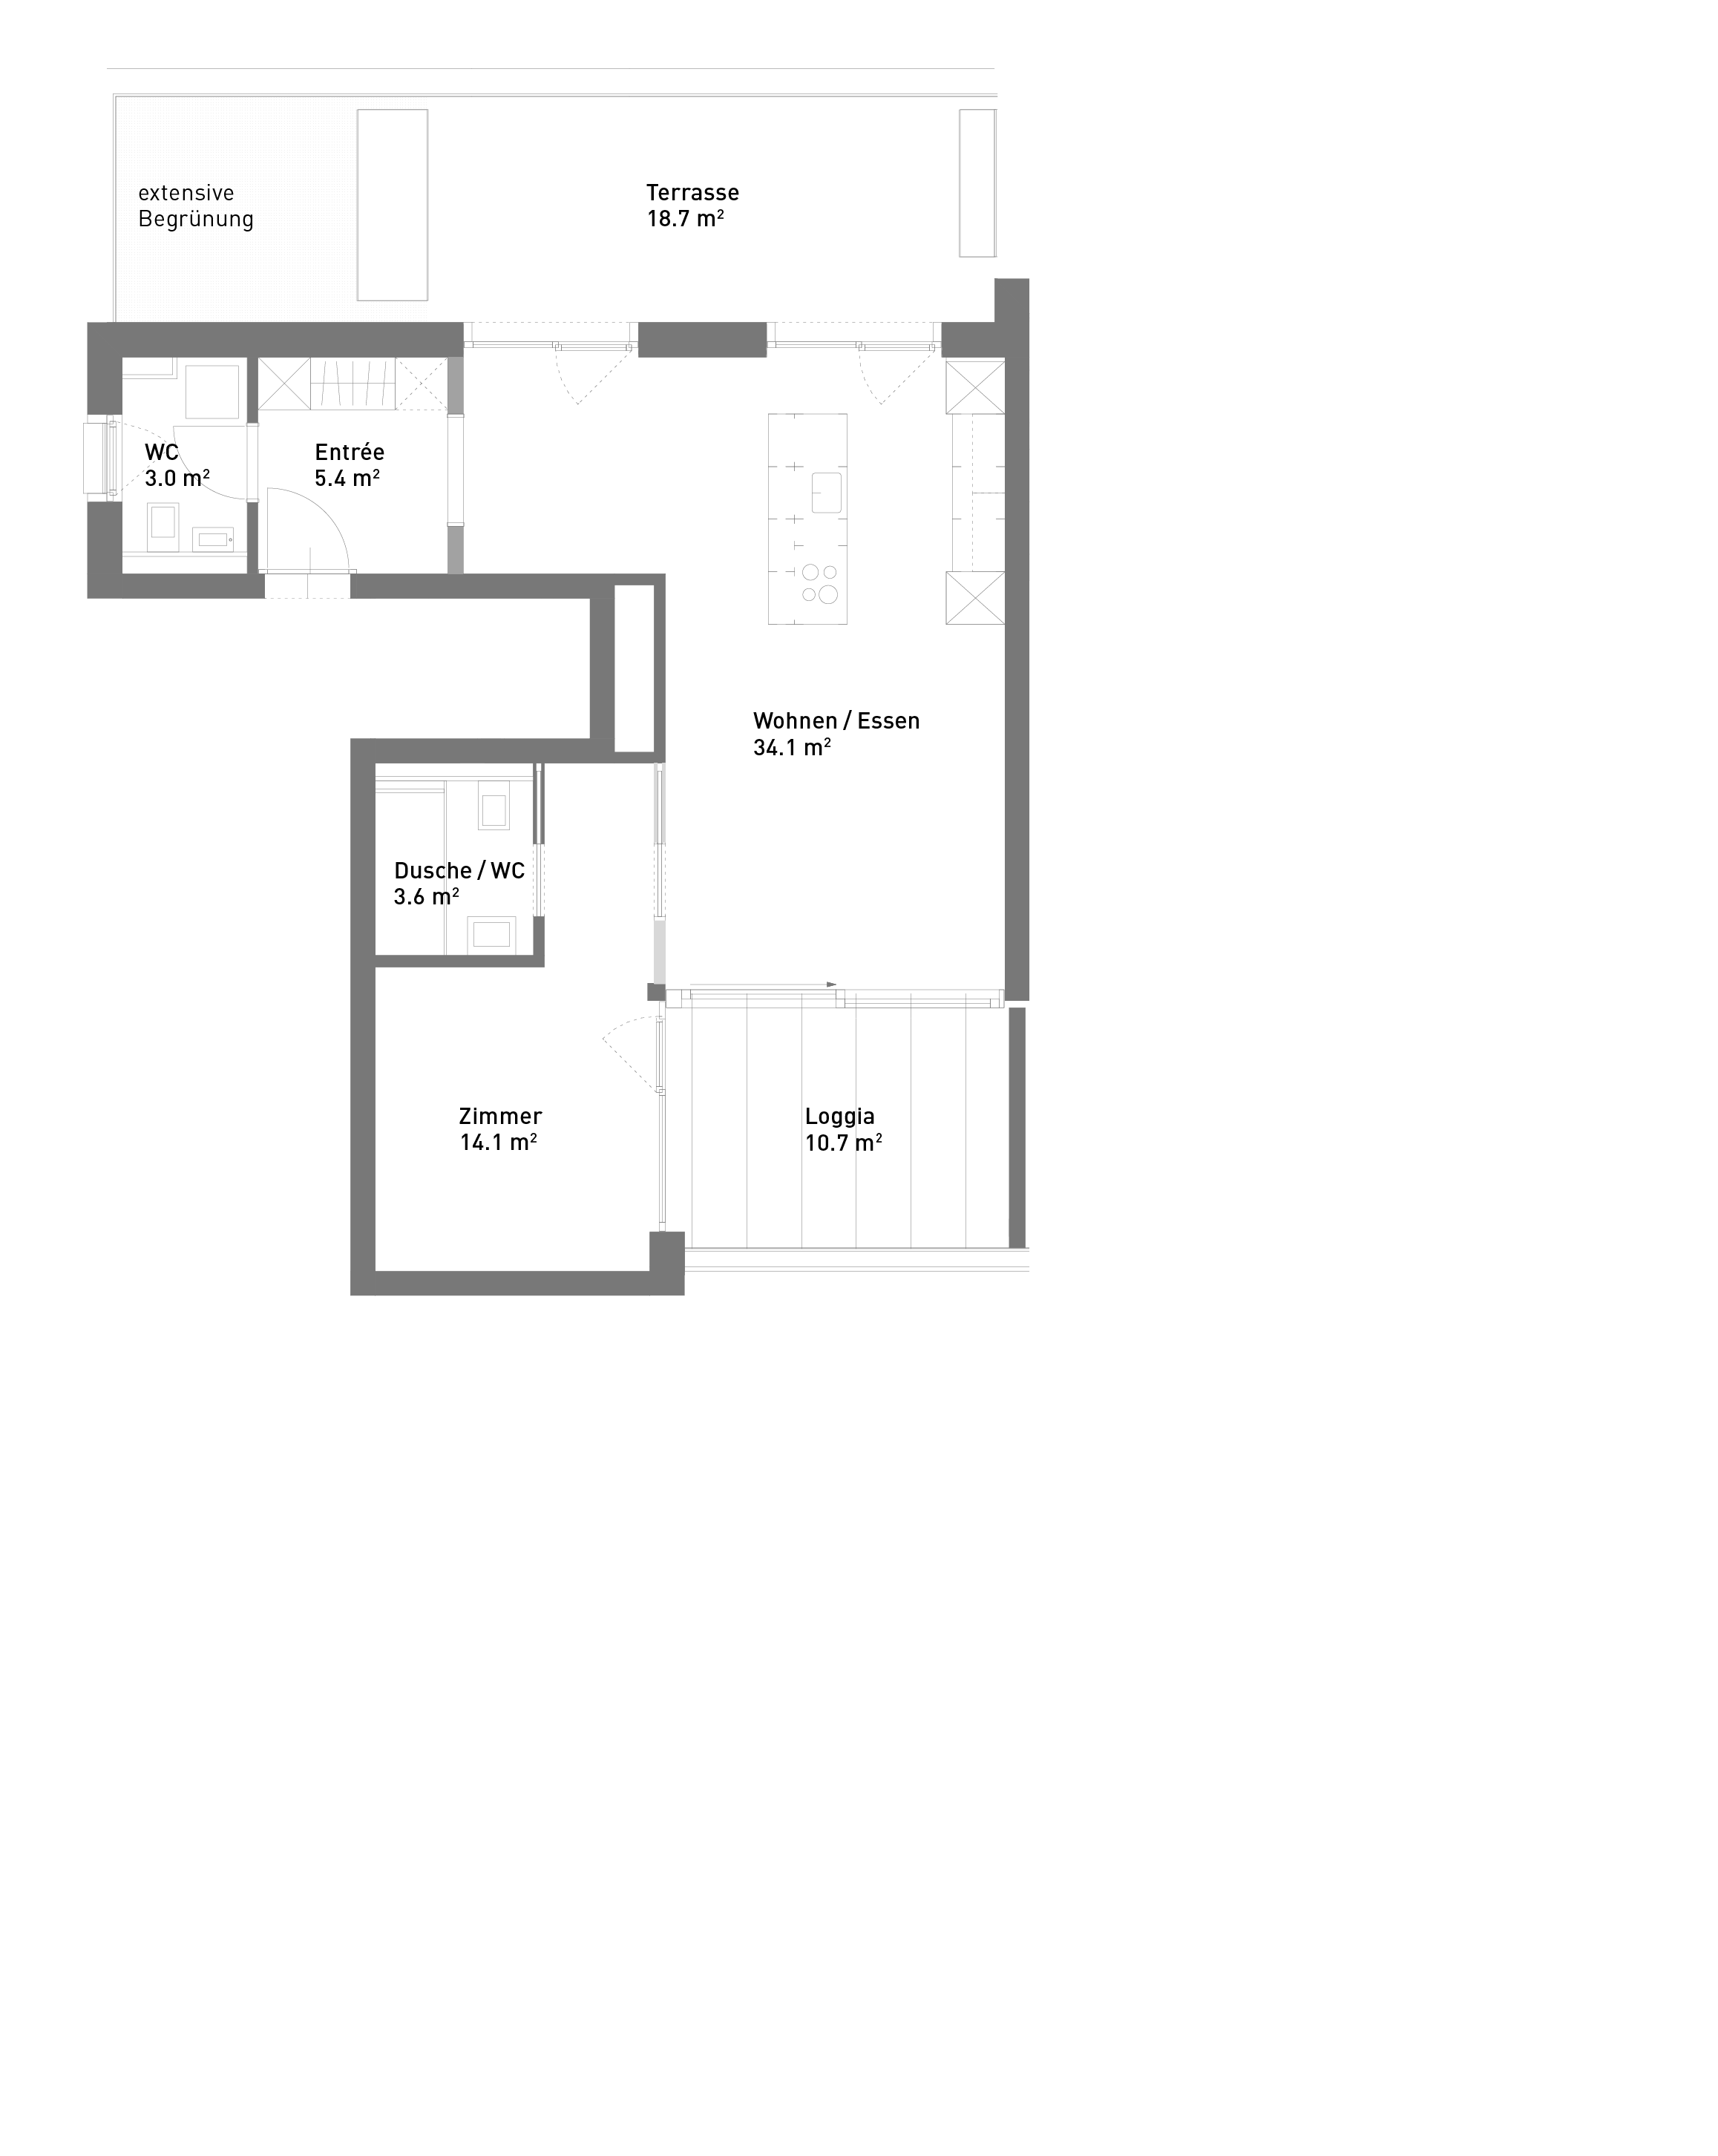 extensive
Begrünung
Terrasse
18.7 m²
WC
3.0 m²
Entrée
5.4 m²
Wohnen / Essen
34.1 m²
Dusche / WC
3.6 m²
Zimmer
14.1 m²
Loggia
10.7 m²